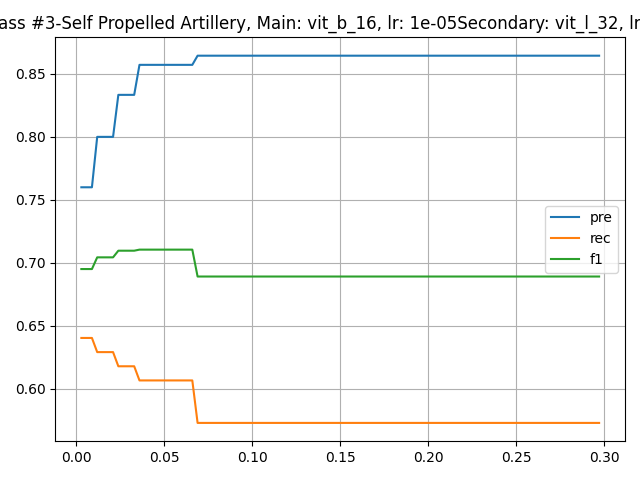 ass #3-Self Propelled Artillery, Main: vit_b_16, lr: 1e-05Secondary: vit_l_32, lr
0.85
0.80
0.75
0.70
0.65
0.60
pre
rec
f1
0.00 0.05 0.10 0.15 0.20 0.25 0.30